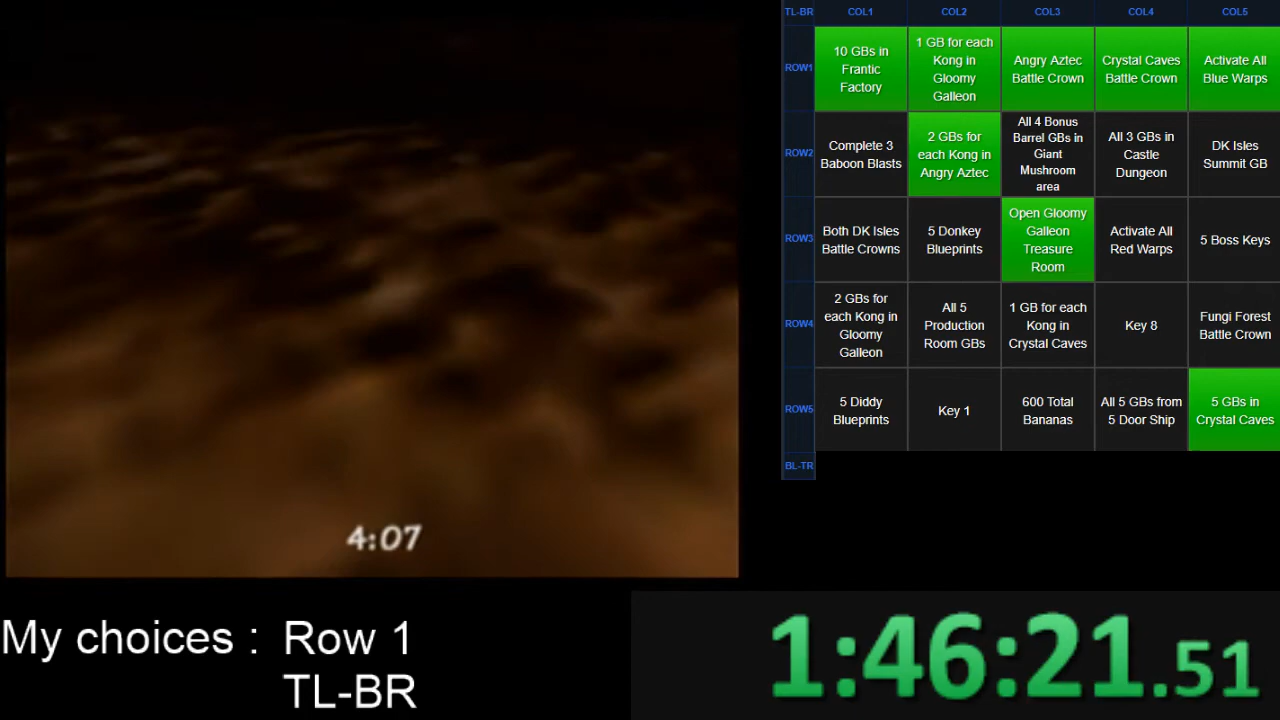 TL-BR COL1 COL2 COL3 COL4 COL5
ROW1
10 GBs in
Frantic
Factory
1 GB for each
Kong in
Gloomy
Galleon
Angry Aztec
Battle Crown
Crystal Caves
Battle Crown
Activate All
Blue Warps
ROW2
Complete 3
Baboon Blasts
2 GBs for
each Kong in
Angry Aztec
All 4 Bonus
Barrel GBs in
Giant
Mushroom
area
All 3 GBs in
Castle
Dungeon
DK Isles
Summit GB
ROW3
Both DK Isles
Battle Crowns
5 Donkey
Blueprints
Open Gloomy
Galleon
Treasure
Room
Activate All
Red Warps
5 Boss Keys
ROW4
2 GBs for
each Kong in
Gloomy
Galleon
All 5
Production
Room GBs
1 GB for each
Kong in
Crystal Caves
Key 8
Fungi Forest
Battle Crown
ROW5
5 Diddy
Blueprints
Key 1
600 Total
Bananas
All 5 GBs from
5 Door Ship
5 GBs in
Crystal Caves
BL-TR
4:07
My choices : Row 1
TL-BR
1:46:21.51